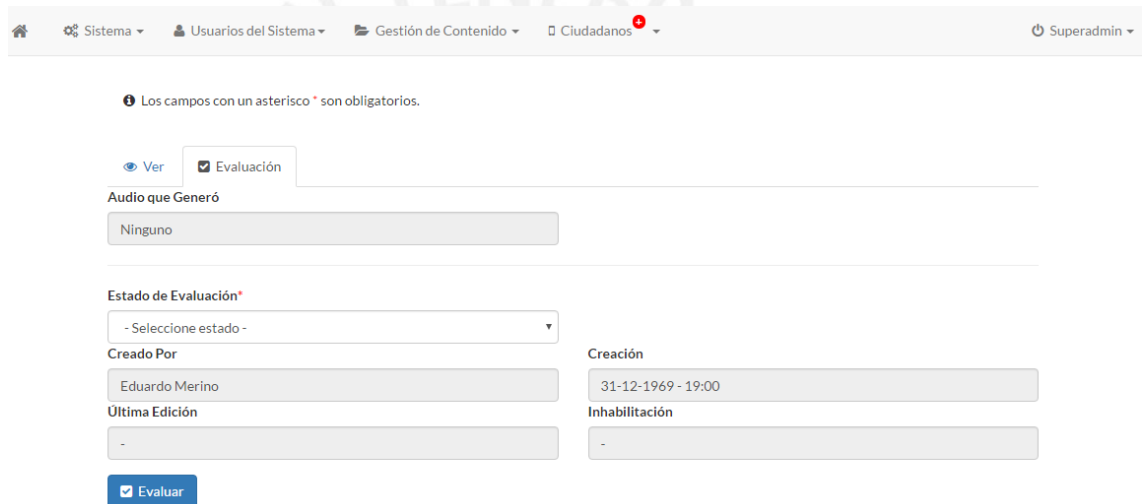 Sistema Usuarios del Sistema Gestión de Contenido Ciudadanos + Superadmin
Los campos con un asterisco * son obligatorios.
Ver Evaluación
Audio que Generó
Ninguno
Estado de Evaluación*
- Seleccione estado -
Creado Por Creación
Eduardo Merino 31-12-1969 - 19:00
Última Edición Inhabilitación
- -
Evaluar